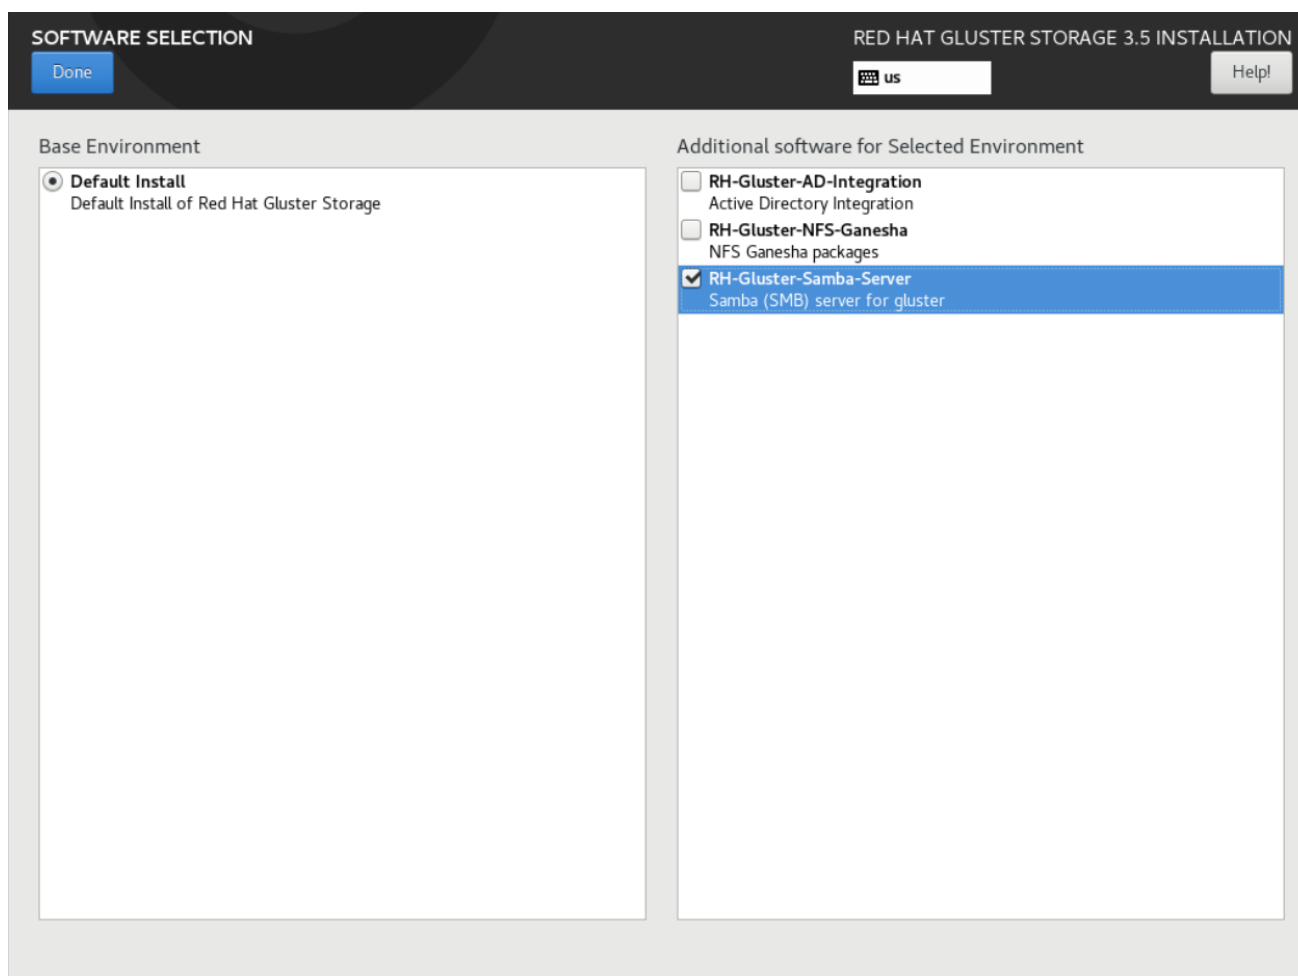 SOFTWARE SELECTION
RED HAT GLUSTER STORAGE 3.5 INSTALLATION
Done
us
Help!
Base Environment
Default Install
Default Install of Red Hat Gluster Storage
Additional software for Selected Environment
RH-Gluster-AD-Integration
Active Directory Integration
RH-Gluster-NFS-Ganesha
NFS Ganesha packages
RH-Gluster-Samba-Server
Samba (SMB) server for gluster